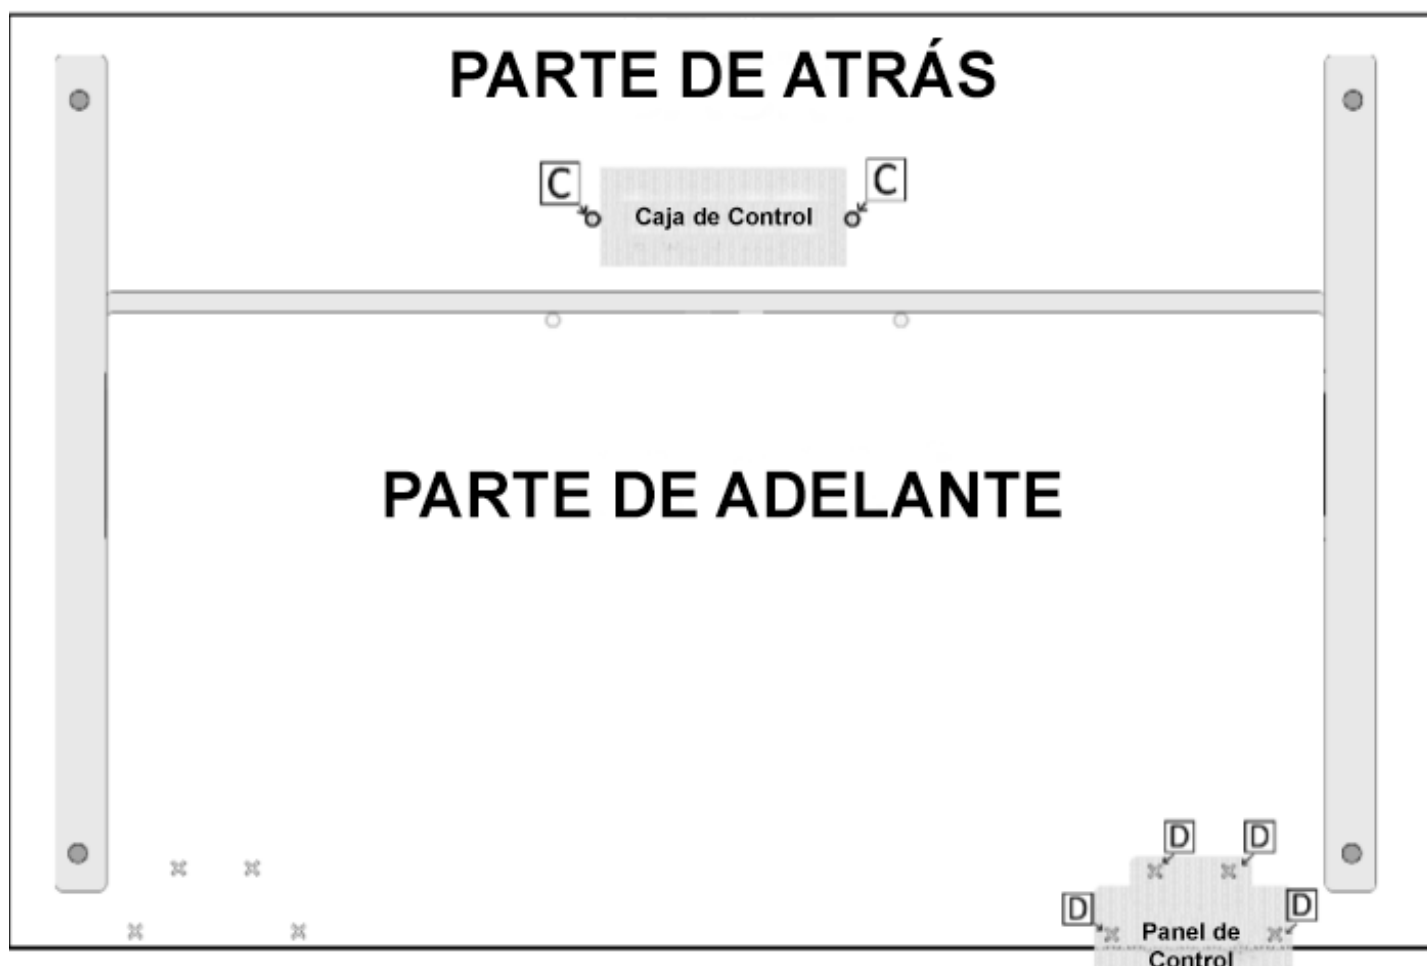 PARTE DE ATRÁS
C
C
Caja de Control
PARTE DE ADELANTE
D
D
D
D
Panel de
Control